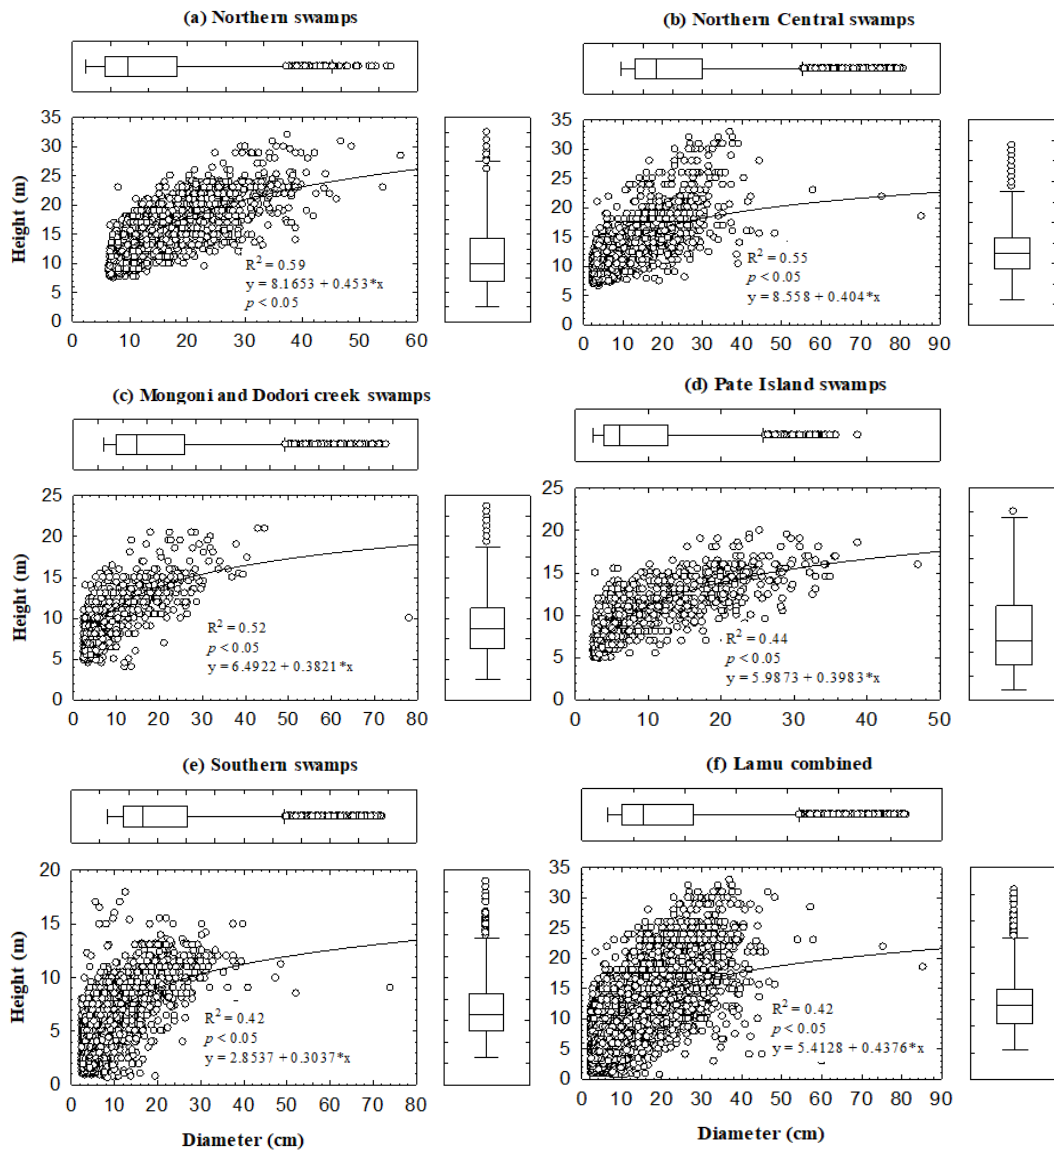 (a) Northern swamps
0 10 20 30 40 50 60
Height (m)
35
30
25
20
15
10
5
0
R² = 0.59
y = 8.1653 + 0.453*x
p < 0.05
0 10 20 30 40 50 60
(b) Northern Central swamps
35
30
25
20
15
10
5
0
R² = 0.55
p < 0.05
y = 8.558 + 0.404*x
0 10 20 30 40 50 60 70 80 90
(c) Mongoni and Dodori creek swamps
Height (m)
25
20
15
10
5
0
R² = 0.52
p < 0.05
y = 6.4922 + 0.3821*x
0 10 20 30 40 50 60 70 80
(d) Pate Island swamps
25
20
15
10
5
0
R² = 0.44
p < 0.05
y = 5.9873 + 0.3983*x
0 10 20 30 40 50
(e) Southern swamps
Height (m)
20
15
10
5
0
R² = 0.42
p < 0.05
y = 2.8537 + 0.3037*x
0 20 40 60 80
Diameter (cm)
(f) Lamu combined
35
30
25
20
15
10
5
0
R² = 0.42
p < 0.05
y = 5.4128 + 0.4376*x
0 10 20 30 40 50 60 70 80 90
Diameter (cm)